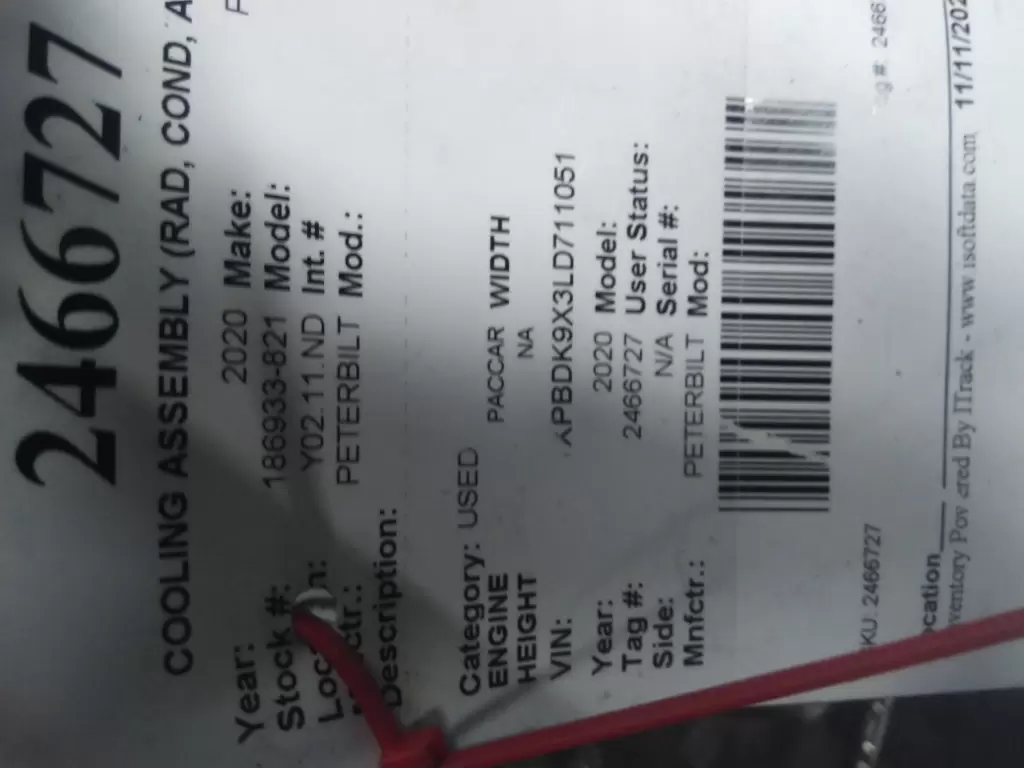 2466727
COOLING ASSEMBLY (RAD, COND, A
Year: 2020 Make:
Stock #: 186933-821 Model:
Y02.11.ND Int. #
PETERBILT Mod.:
Description:
Category: USED
ENGINE PACCAR WIDTH
HEIGHT NA
VIN: XPBDK9X3LD711051
Year: 2020 Model:
Tag #: 2466727 User Status:
Side: N/A Serial #:
Mnfctr.: PETERBILT Mod:
KU: 2466727 ag #: 2466
ocation
ventory Pow ered By ITrack - www.isoftdata.com 11/11/202